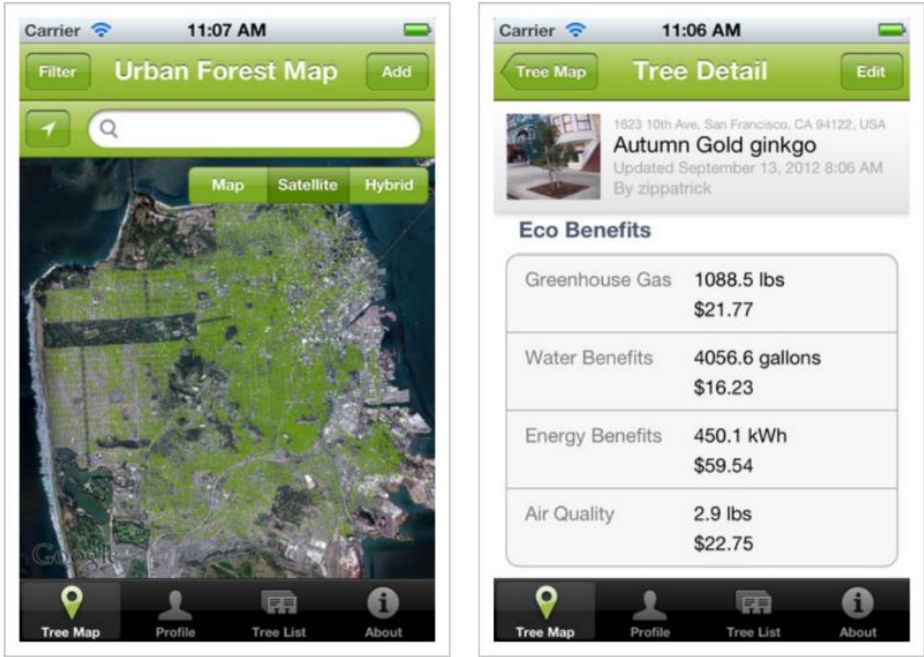 Carrier 11:07 AM
Filter Urban Forest Map Add
Map Satellite Hybrid
Google
Tree Map Profile Tree List About
Carrier 11:06 AM
Tree Map Tree Detail Edit
1623 10th Ave, San Francisco, CA 94122, USA
Autumn Gold ginkgo
Updated September 13, 2012 8:06 AM
By zippatrick
Eco Benefits
Greenhouse Gas 1088.5 lbs
$21.77
Water Benefits 4056.6 gallons
$16.23
Energy Benefits 450.1 kWh
$59.54
Air Quality 2.9 lbs
$22.75
Tree Map Profile Tree List About